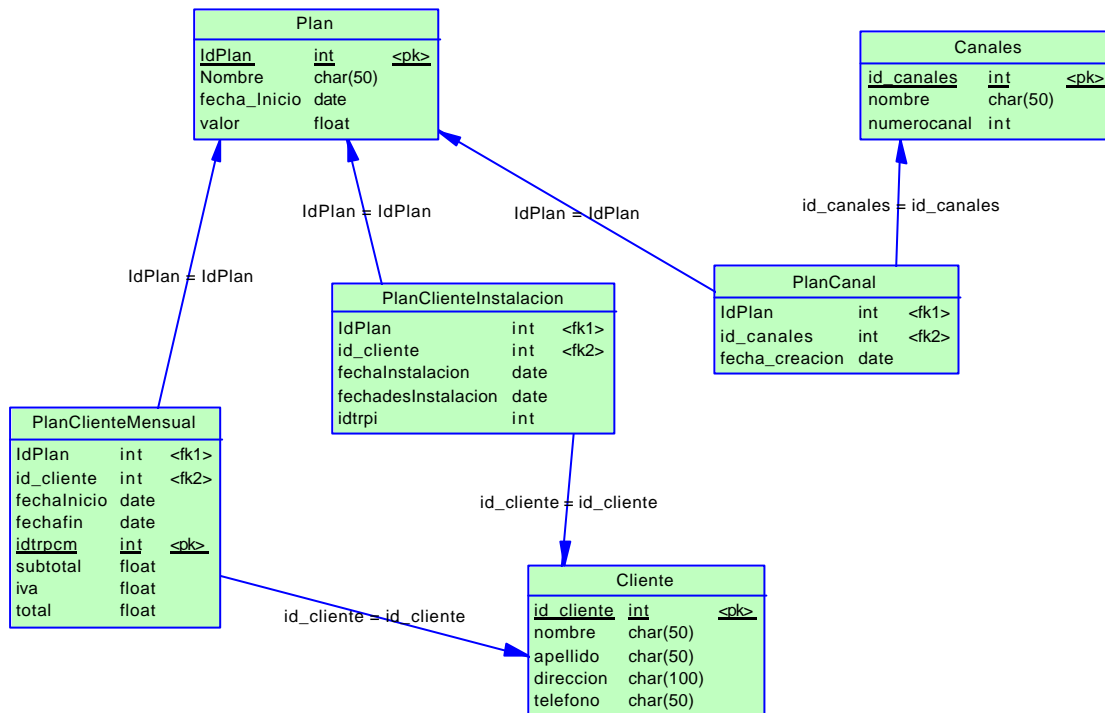 Plan
IdPlan int <pk>
Nombre char(50)
fecha_Inicio date
valor float
Canales
id_canales int <pk>
nombre char(50)
numerocanal int
IdPlan = IdPlan
IdPlan = IdPlan
IdPlan = IdPlan
id_canales = id_canales
PlanClienteInstalacion
IdPlan int <fk1>
id_cliente int <fk2>
fechaInstalacion date
fechadesInstalacion date
idtrpi int
PlanCanal
IdPlan int <fk1>
id_canales int <fk2>
fecha_creacion date
PlanClienteMensual
IdPlan int <fk1>
id_cliente int <fk2>
fechaInicio date
fechafin date
idtrpcm int <pk>
subtotal float
iva float
total float
id_cliente = id_cliente
id_cliente = id_cliente
Cliente
id_cliente int <pk>
nombre char(50)
apellido char(50)
direccion char(100)
telefono char(50)